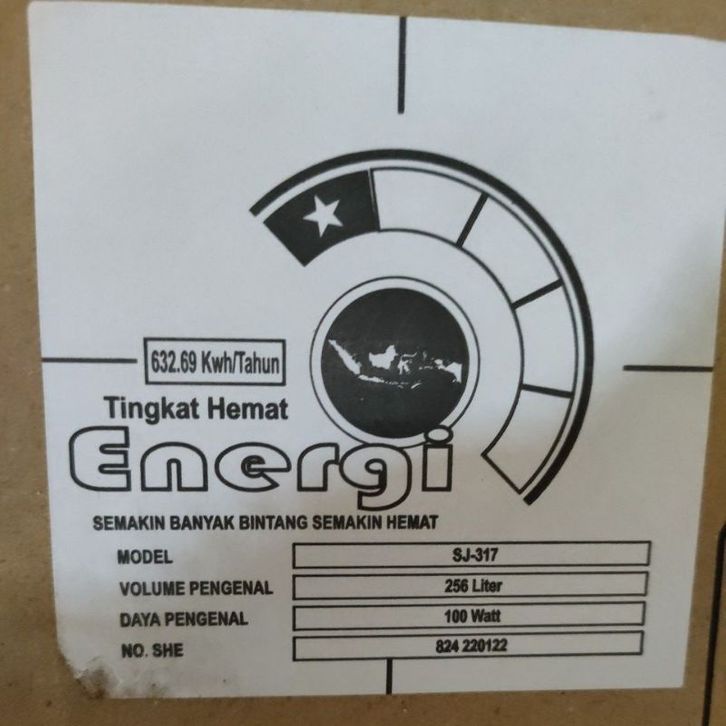 632.69 Kwh/Tahun
Tingkat Hemat
Energi
SEMAKIN BANYAK BINTANG SEMAKIN HEMAT
MODEL SJ-317
VOLUME PENGENAL 256 Liter
DAYA PENGENAL 100 Watt
NO. SHE 824 220122